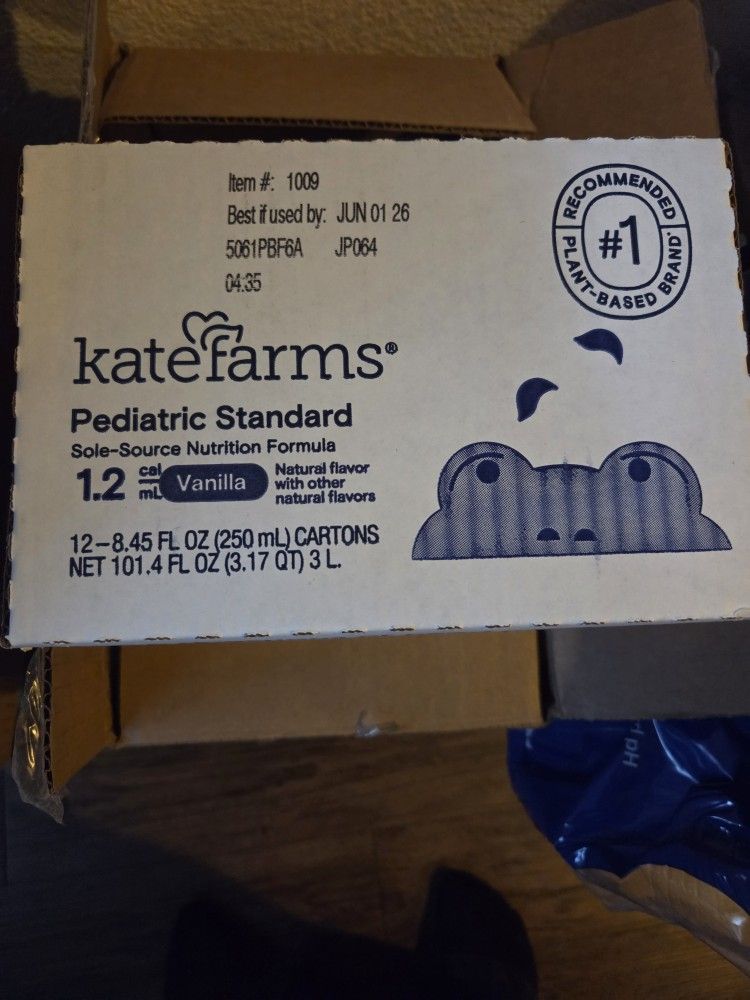 Item #: 1009
Best if used by: JUN 01 26
5061PBF6A JP064
04:35
RECOMMENDED
#1
PLANT-BASED BRAND
katefarms®
Pediatric Standard
Sole-Source Nutrition Formula
1.2 cal mL Vanilla Natural flavor with other natural flavors
12–8.45 FL OZ (250 mL) CARTONS
NET 101.4 FL OZ (3.17 QT) 3 L.
pH